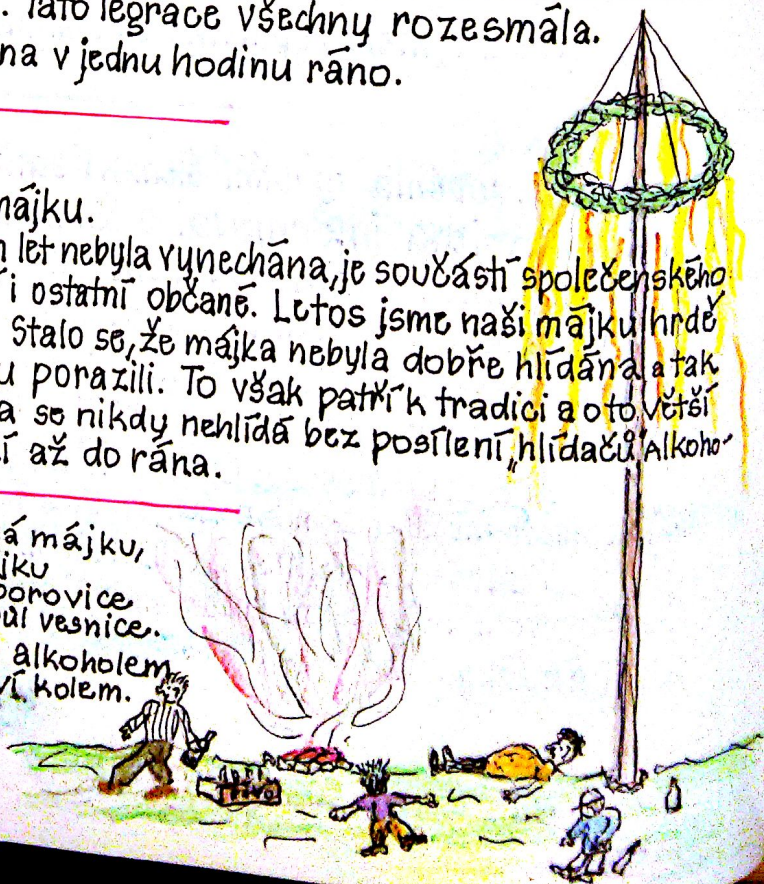 . Tato legrace všechny rozesmála.
na v jednu hodinu ráno.
májku.
let nebyla vynechána, je součástí společenského
i ostatní občané. Letos jsme naši májku hrdě
Stalo se, že májka nebyla dobře hlídána a tak
u porazili. To však patří k tradici a o to větší
a se nikdy nehlídá bez posílení „hlídačů" Alkoho-
í až do rána.
á májku,
jku
borovice
ůl vesnice.
alkoholem
ví kolem.
Pivo